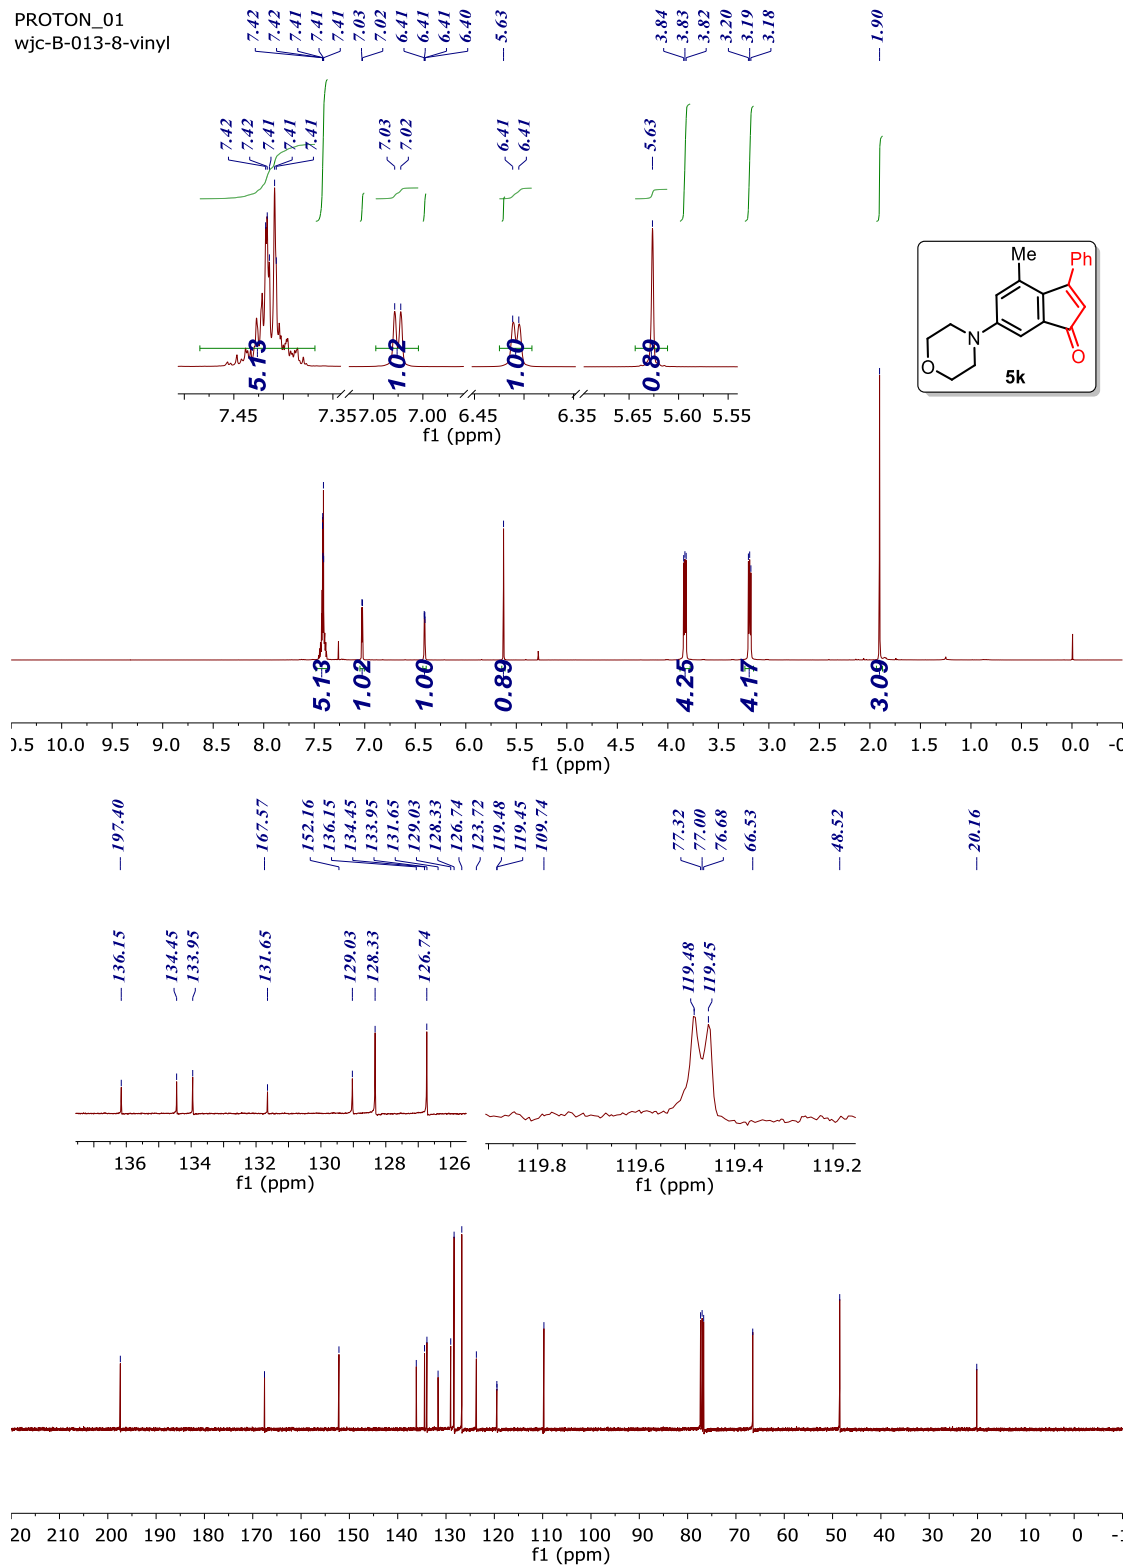 PROTON_01
wjc-B-013-8-vinyl
7.42 7.42 7.41 7.41 7.41 7.03 7.02 6.41 6.41 6.41 6.40 5.63 3.84 3.83 3.82 3.20 3.19 3.18 1.90
7.42 7.42 7.41 7.41 7.41 7.03 7.02 6.41 6.41 5.63
5.13 1.02 1.00 0.89
7.45 7.35 7.05 7.00 6.45 6.35 5.65 5.60 5.55
f1 (ppm)
Me
Ph
N
O
O
5k
5.13 1.02 1.00 0.89 4.25 4.17 3.09
0.5 10.0 9.5 9.0 8.5 8.0 7.5 7.0 6.5 6.0 5.5 5.0 4.5 4.0 3.5 3.0 2.5 2.0 1.5 1.0 0.5 0.0 -0
f1 (ppm)
197.40 167.57 152.16 136.15 134.45 133.95 131.65 129.03 128.33 126.74 123.72 119.48 119.45 109.74 77.32 77.00 76.68 66.53 48.52 20.16
136.15 134.45 133.95 131.65 129.03 128.33 126.74 119.48 119.45
136 134 132 130 128 126
f1 (ppm)
119.8 119.6 119.4 119.2
f1 (ppm)
20 210 200 190 180 170 160 150 140 130 120 110 100 90 80 70 60 50 40 30 20 10 0 -1
f1 (ppm)